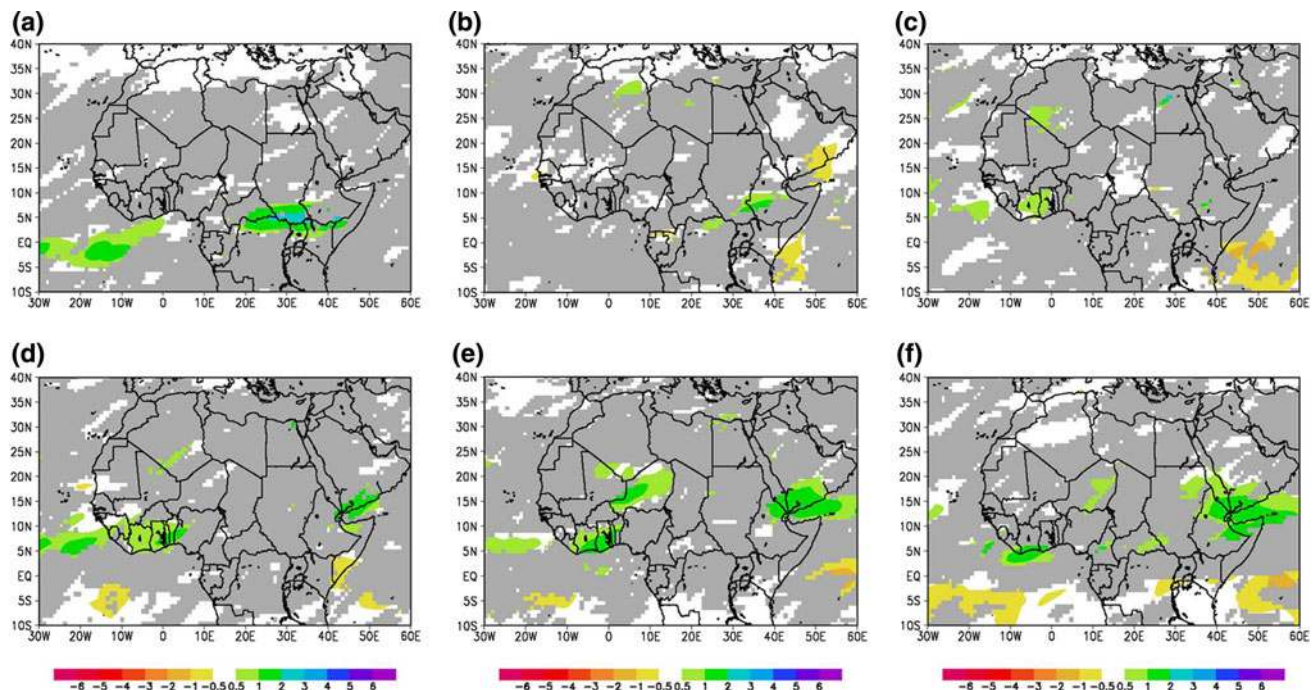 (a) (b) (c)
40N 40N 40N
35N 35N 35N
30N 30N 30N
25N 25N 25N
20N 20N 20N
15N 15N 15N
10N 10N 10N
5N 5N 5N
EQ EQ EQ
5S 5S 5S
10S 10S 10S
30W 20W 10W 0 10E 20E 30E 40E 50E 60E 30W 20W 10W 0 10E 20E 30E 40E 50E 60E 30W 20W 10W 0 10E 20E 30E 40E 50E 60E
(d) (e) (f)
40N 40N 40N
35N 35N 35N
30N 30N 30N
25N 25N 25N
20N 20N 20N
15N 15N 15N
10N 10N 10N
5N 5N 5N
EQ EQ EQ
5S 5S 5S
10S 10S 10S
30W 20W 10W 0 10E 20E 30E 40E 50E 60E 30W 20W 10W 0 10E 20E 30E 40E 50E 60E 30W 20W 10W 0 10E 20E 30E 40E 50E 60E
-6 -5 -4 -3 -2 -1 -0.5 0.5 1 2 3 4 5 6 -6 -5 -4 -3 -2 -1 -0.5 0.5 1 2 3 4 5 6 -6 -5 -4 -3 -2 -1 -0.5 0.5 1 2 3 4 5 6